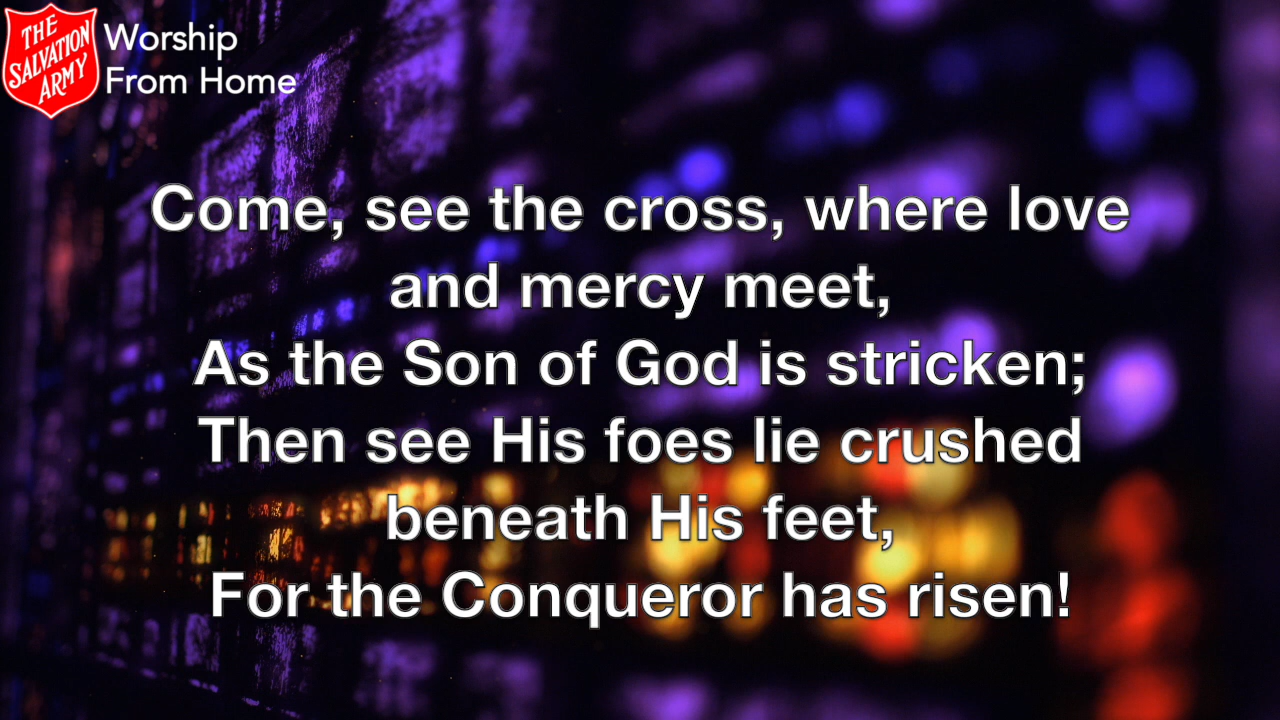 THE
SALVATION
ARMY
Worship
From Home
Come, see the cross, where love
and mercy meet,
As the Son of God is stricken;
Then see His foes lie crushed
beneath His feet,
For the Conqueror has risen!